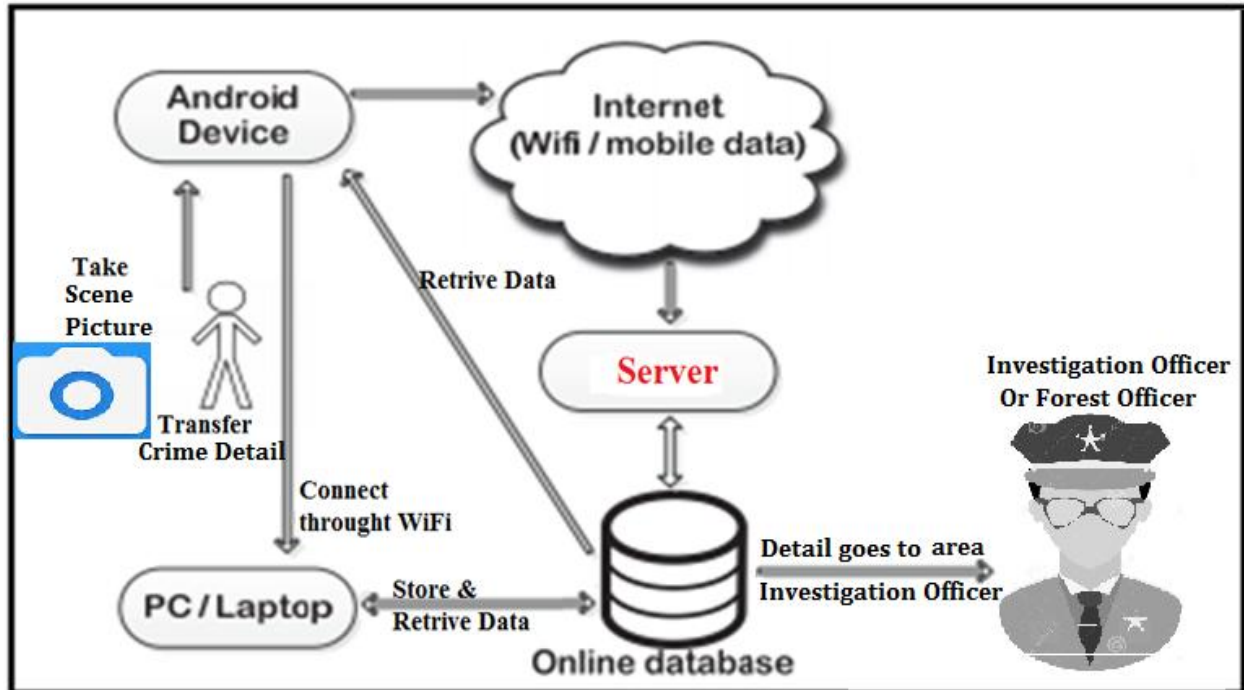 Android
Device
Internet
(Wifi / mobile data)
Take
Scene
Picture
Retrive Data
Server
Investigation Officer
Or Forest Officer
Transfer
Crime Detail
Connect
throught WiFi
Detail goes to area
Investigation Officer
PC / Laptop
Store &
Retrive Data
Online database